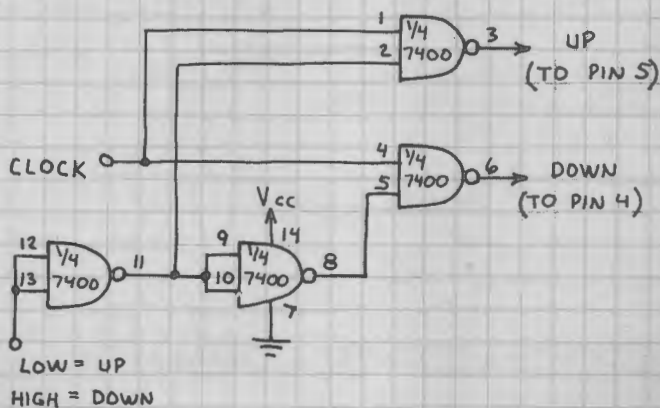 1
1/4
7400
2
3
UP
(TO PIN 5)
CLOCK
4
1/4
7400
5
6
DOWN
(TO PIN 4)
Vcc
14
12
1/4
7400
13
11
9
1/4
7400
10
8
7
LOW = UP
HIGH = DOWN